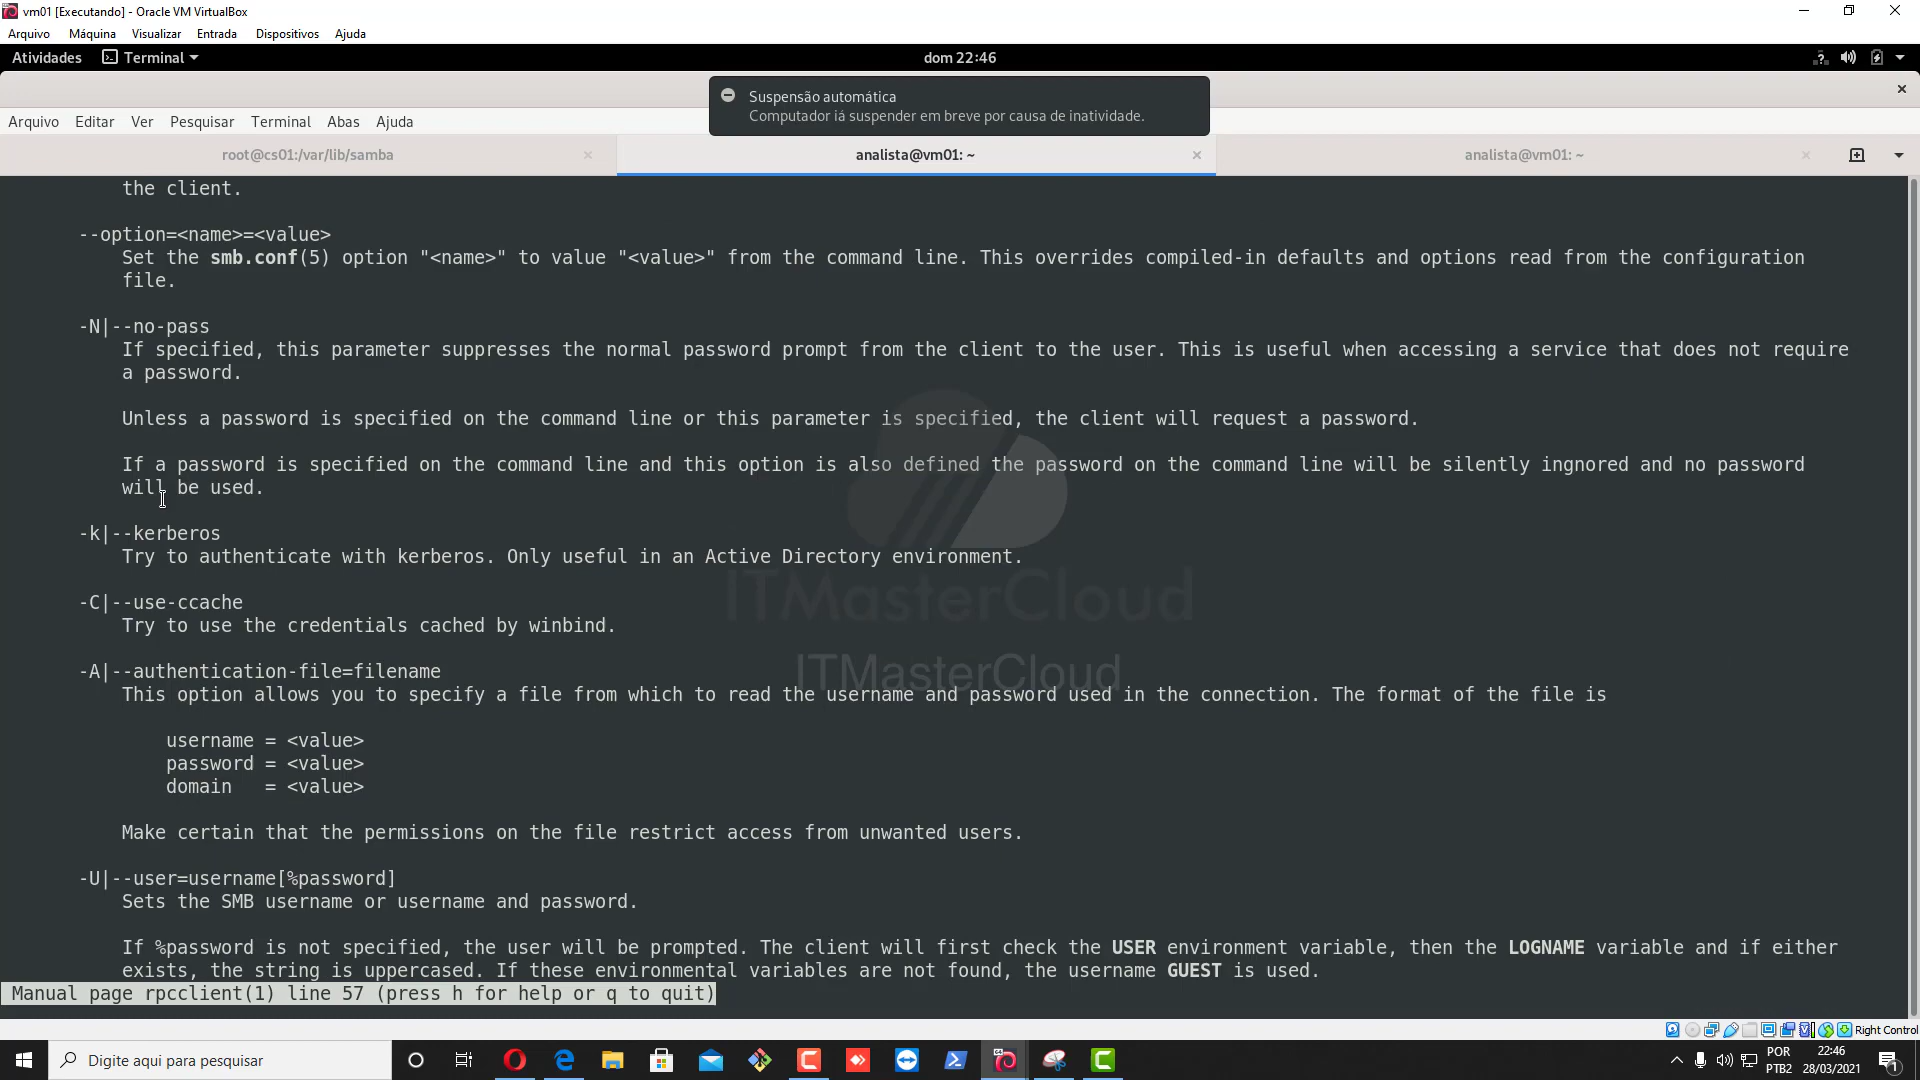 vm01 [Executando] - Oracle VM VirtualBox
Arquivo Máquina Visualizar Entrada Dispositivos Ajuda
Atividades Terminal dom 22:46
Suspensão automática
Computador iá suspender em breve por causa de inatividade.
Arquivo Editar Ver Pesquisar Terminal Abas Ajuda
root@cs01:/var/lib/samba analista@vm01: ~ analista@vm01: ~
the client.
--option=<name>=<value>
Set the smb.conf(5) option "<name>" to value "<value>" from the command line. This overrides compiled-in defaults and options read from the configuration
file.
-N|--no-pass
If specified, this parameter suppresses the normal password prompt from the client to the user. This is useful when accessing a service that does not require
a password.
Unless a password is specified on the command line or this parameter is specified, the client will request a password.
If a password is specified on the command line and this option is also defined the password on the command line will be silently ingnored and no password
will be used.
-k|--kerberos
Try to authenticate with kerberos. Only useful in an Active Directory environment.
-C|--use-ccache
Try to use the credentials cached by winbind.
ITMasterCloud
-A|--authentication-file=filename
ITMasterCloud
This option allows you to specify a file from which to read the username and password used in the connection. The format of the file is
username = <value>
password = <value>
domain   = <value>
Make certain that the permissions on the file restrict access from unwanted users.
-U|--user=username[%password]
Sets the SMB username or username and password.
If %password is not specified, the user will be prompted. The client will first check the USER environment variable, then the LOGNAME variable and if either
exists, the string is uppercased. If these environmental variables are not found, the username GUEST is used.
Manual page rpcclient(1) line 57 (press h for help or q to quit)
Right Control
Digite aqui para pesquisar
POR
PTB2
22:46
28/03/2021
1